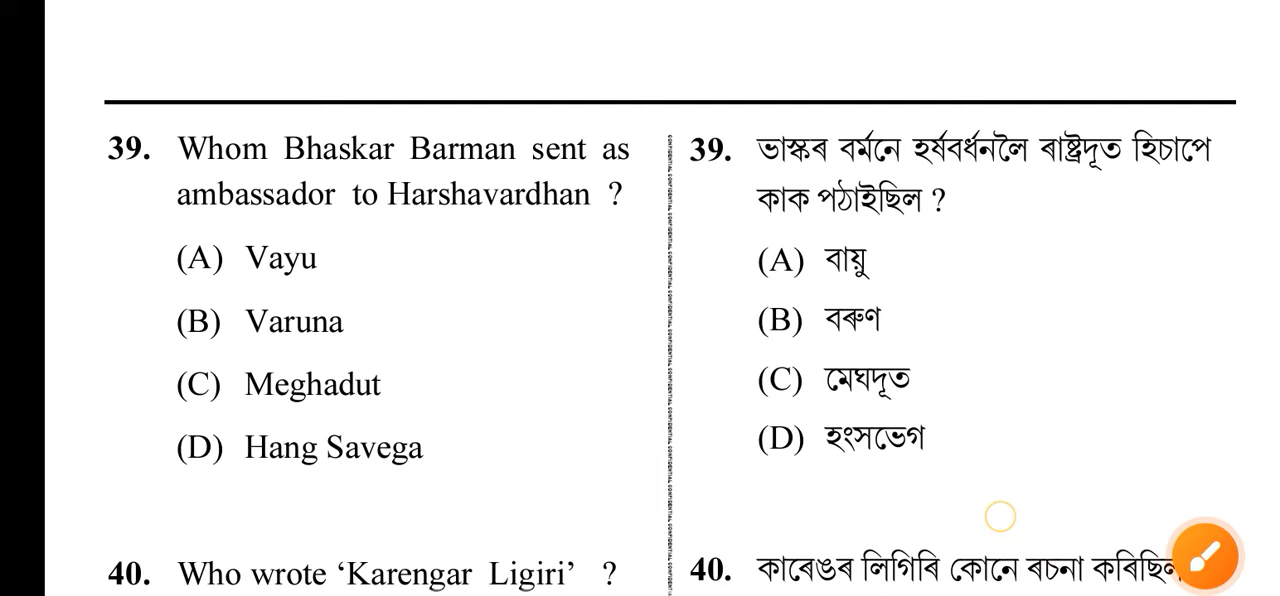 39. Whom Bhaskar Barman sent as
ambassador to Harshavardhan ?
(A) Vayu
(B) Varuna
(C) Meghadut
(D) Hang Savega
40. Who wrote ‘Karengar Ligiri’ ?
39. ভাস্কৰ বৰ্মনে হৰ্ষবৰ্ধনলৈ ৰাষ্ট্ৰদূত হিচাপে
কাক পঠাইছিল ?
(A) বায়ু
(B) বৰুণ
(C) মেঘদূত
(D) হংসভেগ
40. কাৰেঙৰ লিগিৰি কোনে ৰচনা কৰিছিল